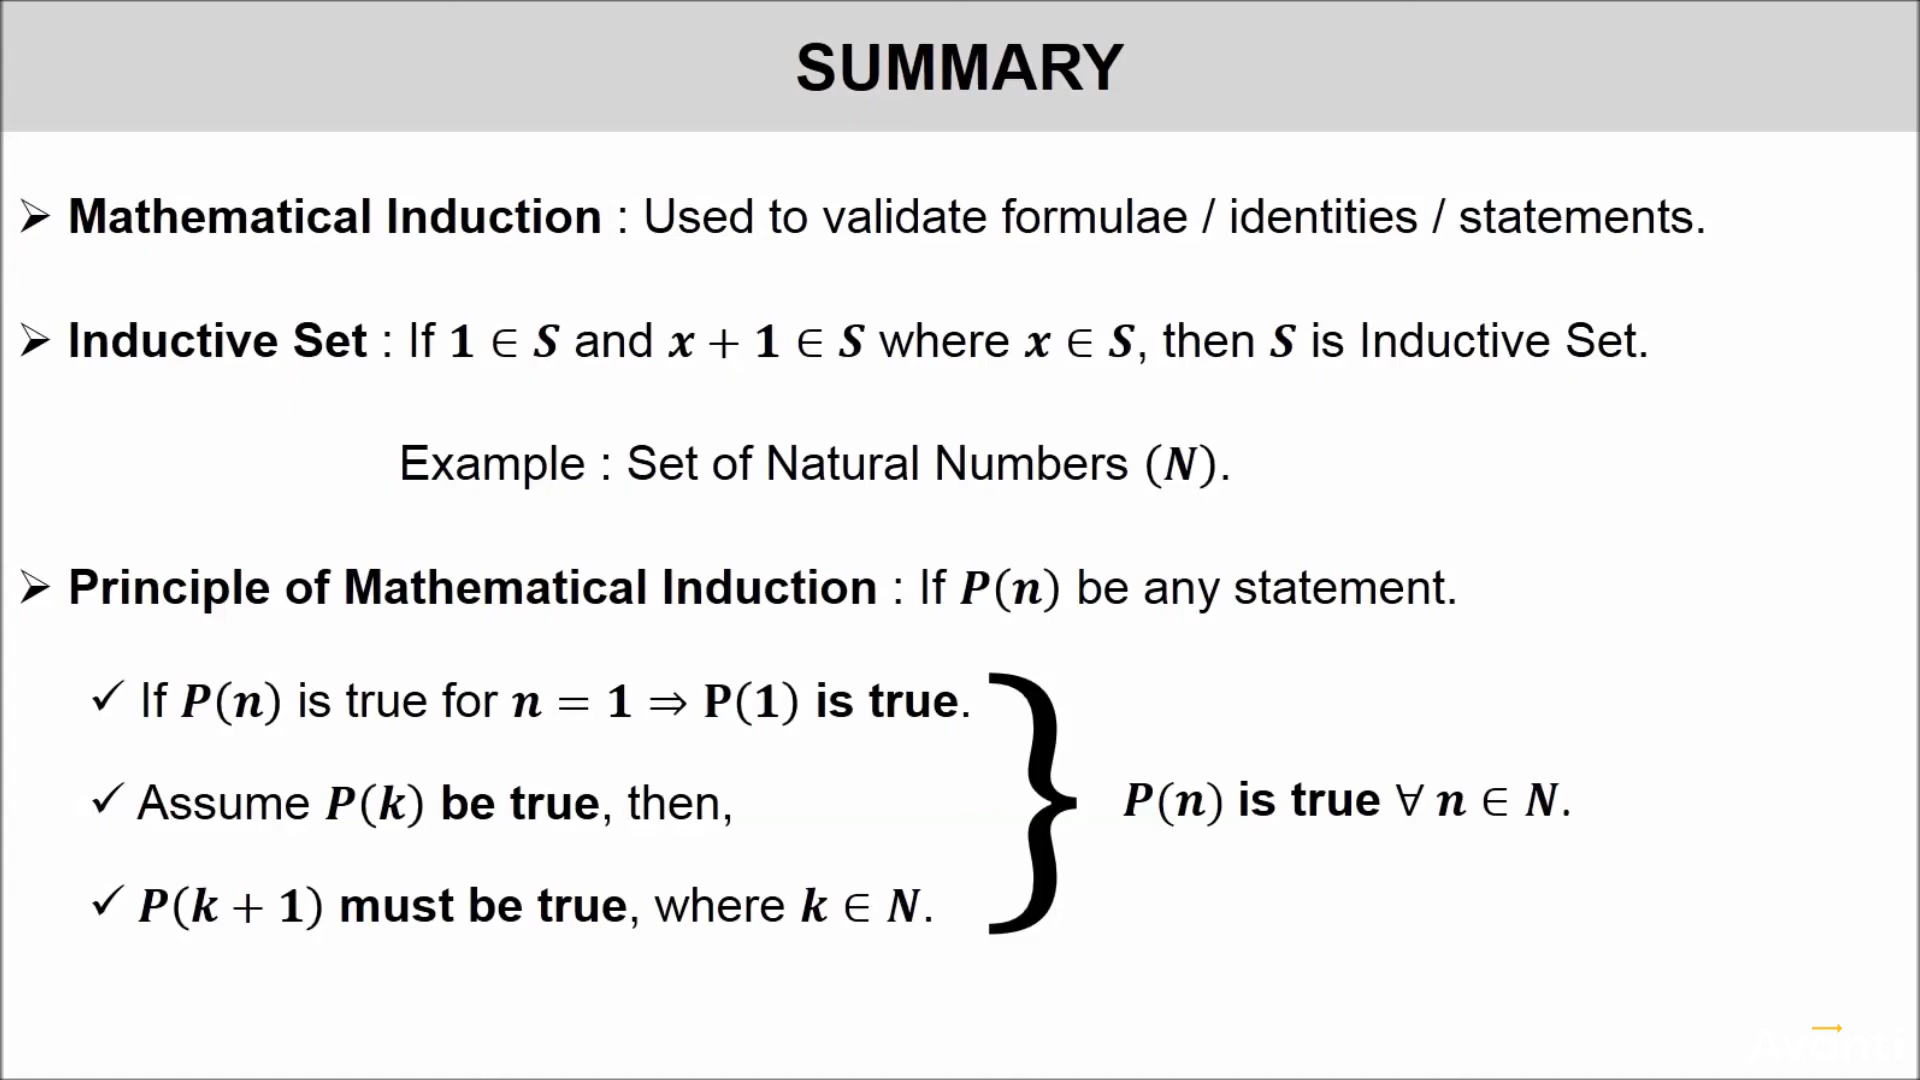 SUMMARY
➢ Mathematical Induction : Used to validate formulae / identities / statements.
➢ Inductive Set : If 1 ∈ S and x + 1 ∈ S where x ∈ S, then S is Inductive Set.
Example : Set of Natural Numbers (N).
➢ Principle of Mathematical Induction : If P(n) be any statement.
✓ If P(n) is true for n = 1 ⇒ P(1) is true.
✓ Assume P(k) be true, then,
✓ P(k + 1) must be true, where k ∈ N.
} P(n) is true ∀ n ∈ N.
Avanti